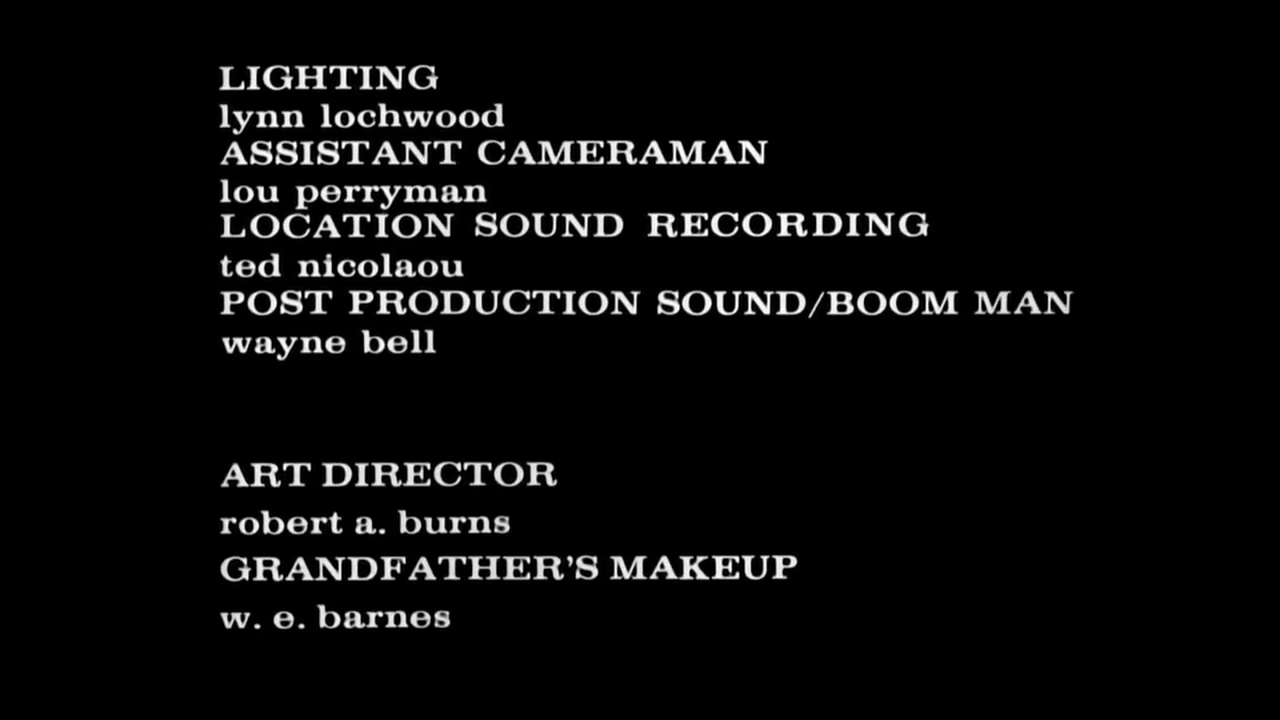 LIGHTING
lynn lochwood
ASSISTANT CAMERAMAN
lou perryman
LOCATION SOUND RECORDING
ted nicolaou
POST PRODUCTION SOUND/BOOM MAN
wayne bell
ART DIRECTOR
robert a. burns
GRANDFATHER'S MAKEUP
w. e. barnes